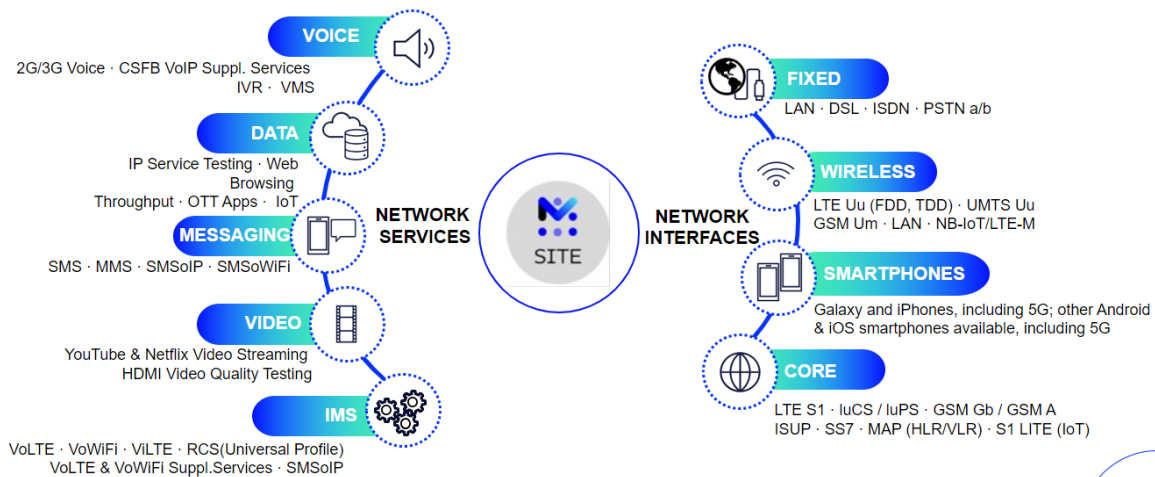 VOICE
2G/3G Voice · CSFB VoIP Suppl. Services
IVR · VMS
DATA
IP Service Testing · Web
Browsing
Throughput · OTT Apps · IoT
MESSAGING
SMS · MMS · SMSoIP · SMSoWiFi
VIDEO
YouTube & Netflix Video Streaming
HDMI Video Quality Testing
IMS
VoLTE · VoWiFi · ViLTE · RCS(Universal Profile)
VoLTE & VoWiFi Suppl.Services · SMSoIP
NETWORK
SERVICES
SITE
NETWORK
INTERFACES
FIXED
LAN · DSL · ISDN · PSTN a/b
WIRELESS
LTE Uu (FDD, TDD) · UMTS Uu
GSM Um · LAN · NB-IoT/LTE-M
SMARTPHONES
Galaxy and iPhones, including 5G; other Android
& iOS smartphones available, including 5G
CORE
LTE S1 · IuCS / IuPS · GSM Gb / GSM A
ISUP · SS7 · MAP (HLR/VLR) · S1 LITE (IoT)